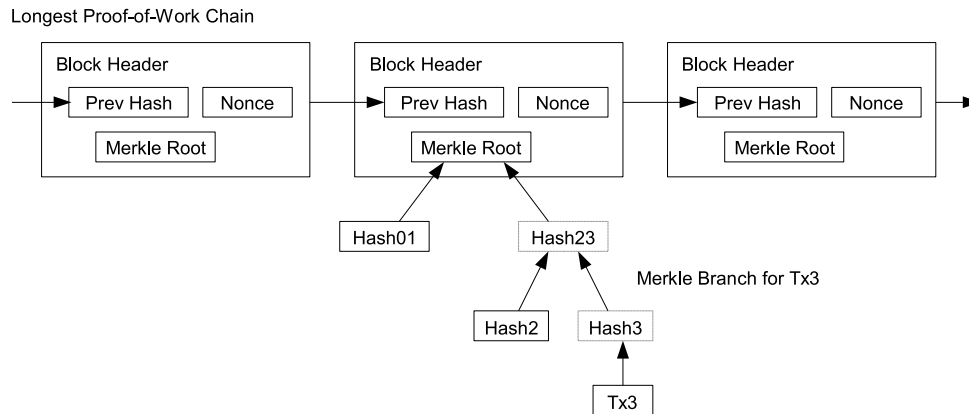 Longest Proof-of-Work Chain
Block Header
Block Header
Block Header
Prev Hash
Nonce
Prev Hash
Nonce
Prev Hash
Nonce
Merkle Root
Merkle Root
Merkle Root
Hash01
Hash23
Merkle Branch for Tx3
Hash2
Hash3
Tx3